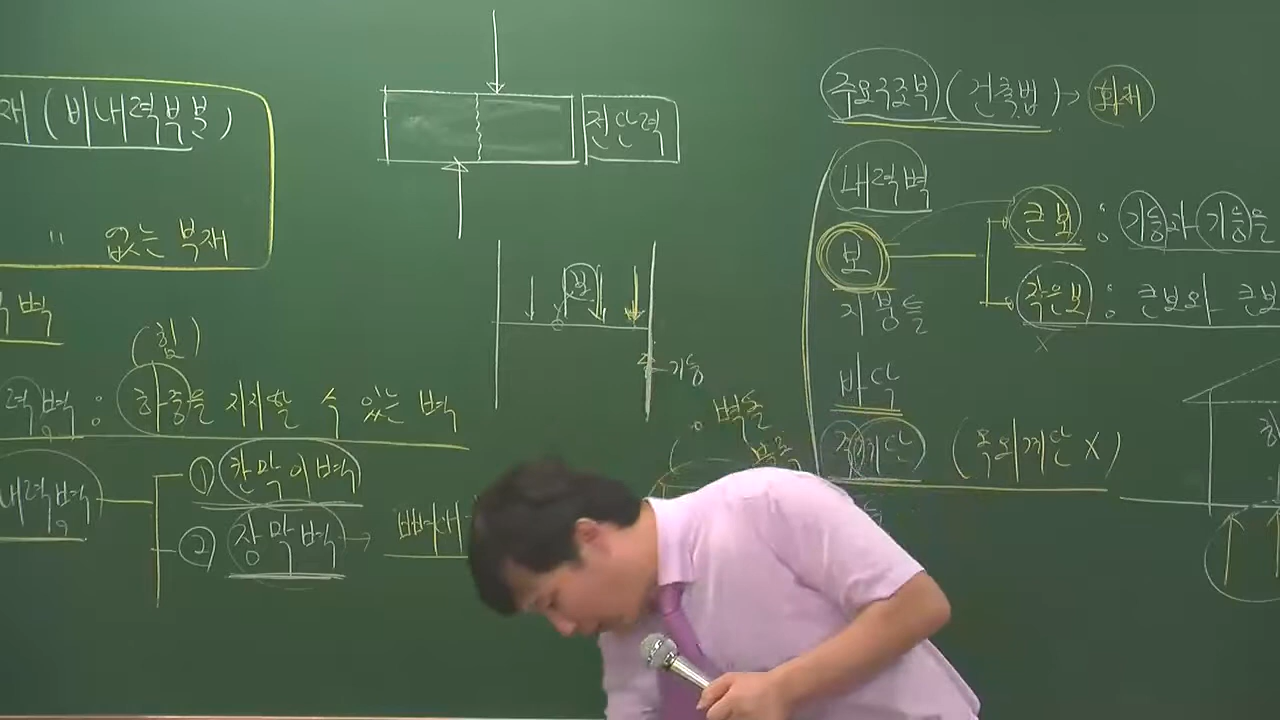 재 (비내력부분)
" 없는 부재
벽
(힘)
력벽 : 하중을 지지할 수 있는 벽
내력벽
① 칸막이벽
② 장막벽 →
전단력
창
기둥
벽을
주요구조부 (건축법) → 화재
내력벽
보
큰보 : 기둥과 기둥을
작은보 : 큰보와 큰보
x
지붕틀
바닥
주계단 (옥외계단 X)